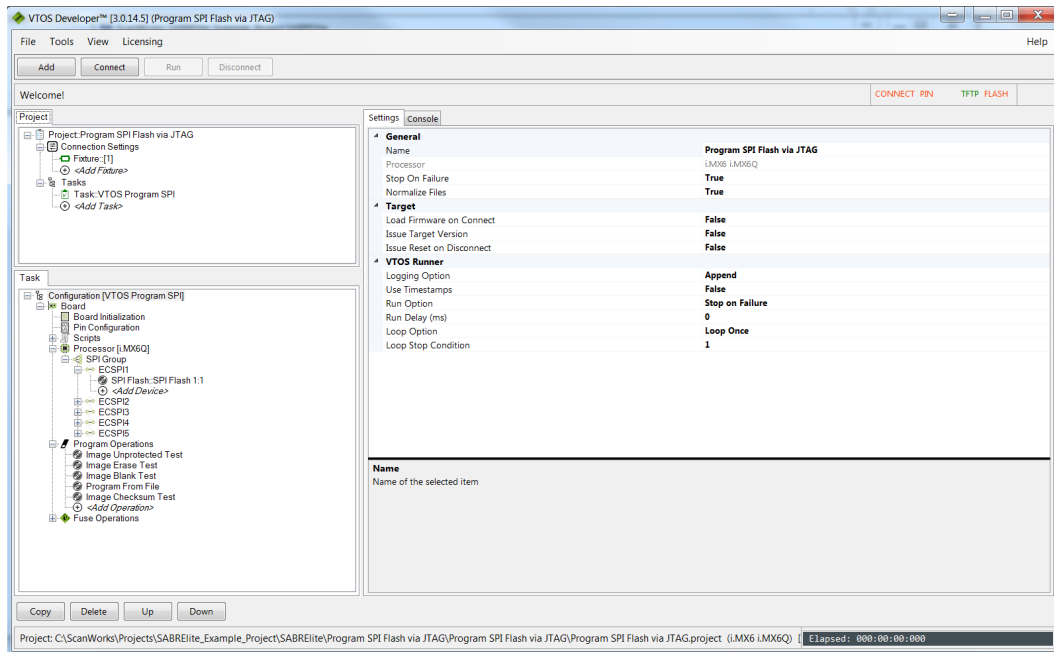 VTOS Developer™ [3.0.14.5] (Program SPI Flash via JTAG)
File Tools View Licensing Help
Add Connect Run Disconnect
Welcome! CONNECT PIN TFTP FLASH
Project
Project::Program SPI Flash via JTAG
Connection Settings
Fixture::[1]
<Add Fixture>
Tasks
Task::VTOS Program SPI
<Add Task>
Task
Configuration [VTOS Program SPI]
Board
Board Initialization
Pin Configuration
Scripts
Processor [i.MX6Q]
SPI Group
ECSPI1
SPI Flash::SPI Flash 1:1
<Add Device>
ECSPI2
ECSPI3
ECSPI4
ECSPI5
Program Operations
Image Unprotected Test
Image Erase Test
Image Blank Test
Program From File
Image Checksum Test
<Add Operation>
Fuse Operations
Settings Console
General
Name Program SPI Flash via JTAG
Processor i.MX6 i.MX6Q
Stop On Failure True
Normalize Files True
Target
Load Firmware on Connect False
Issue Target Version False
Issue Reset on Disconnect False
VTOS Runner
Logging Option Append
Use Timestamps False
Run Option Stop on Failure
Run Delay (ms) 0
Loop Option Loop Once
Loop Stop Condition 1
Name
Name of the selected item
Copy Delete Up Down
Project: C:\ScanWorks\Projects\SABRElite_Example_Project\SABRElite\Program SPI Flash via JTAG\Program SPI Flash via JTAG\Program SPI Flash via JTAG.project (i.MX6 i.MX6Q) [ Elapsed: 000:00:00:000